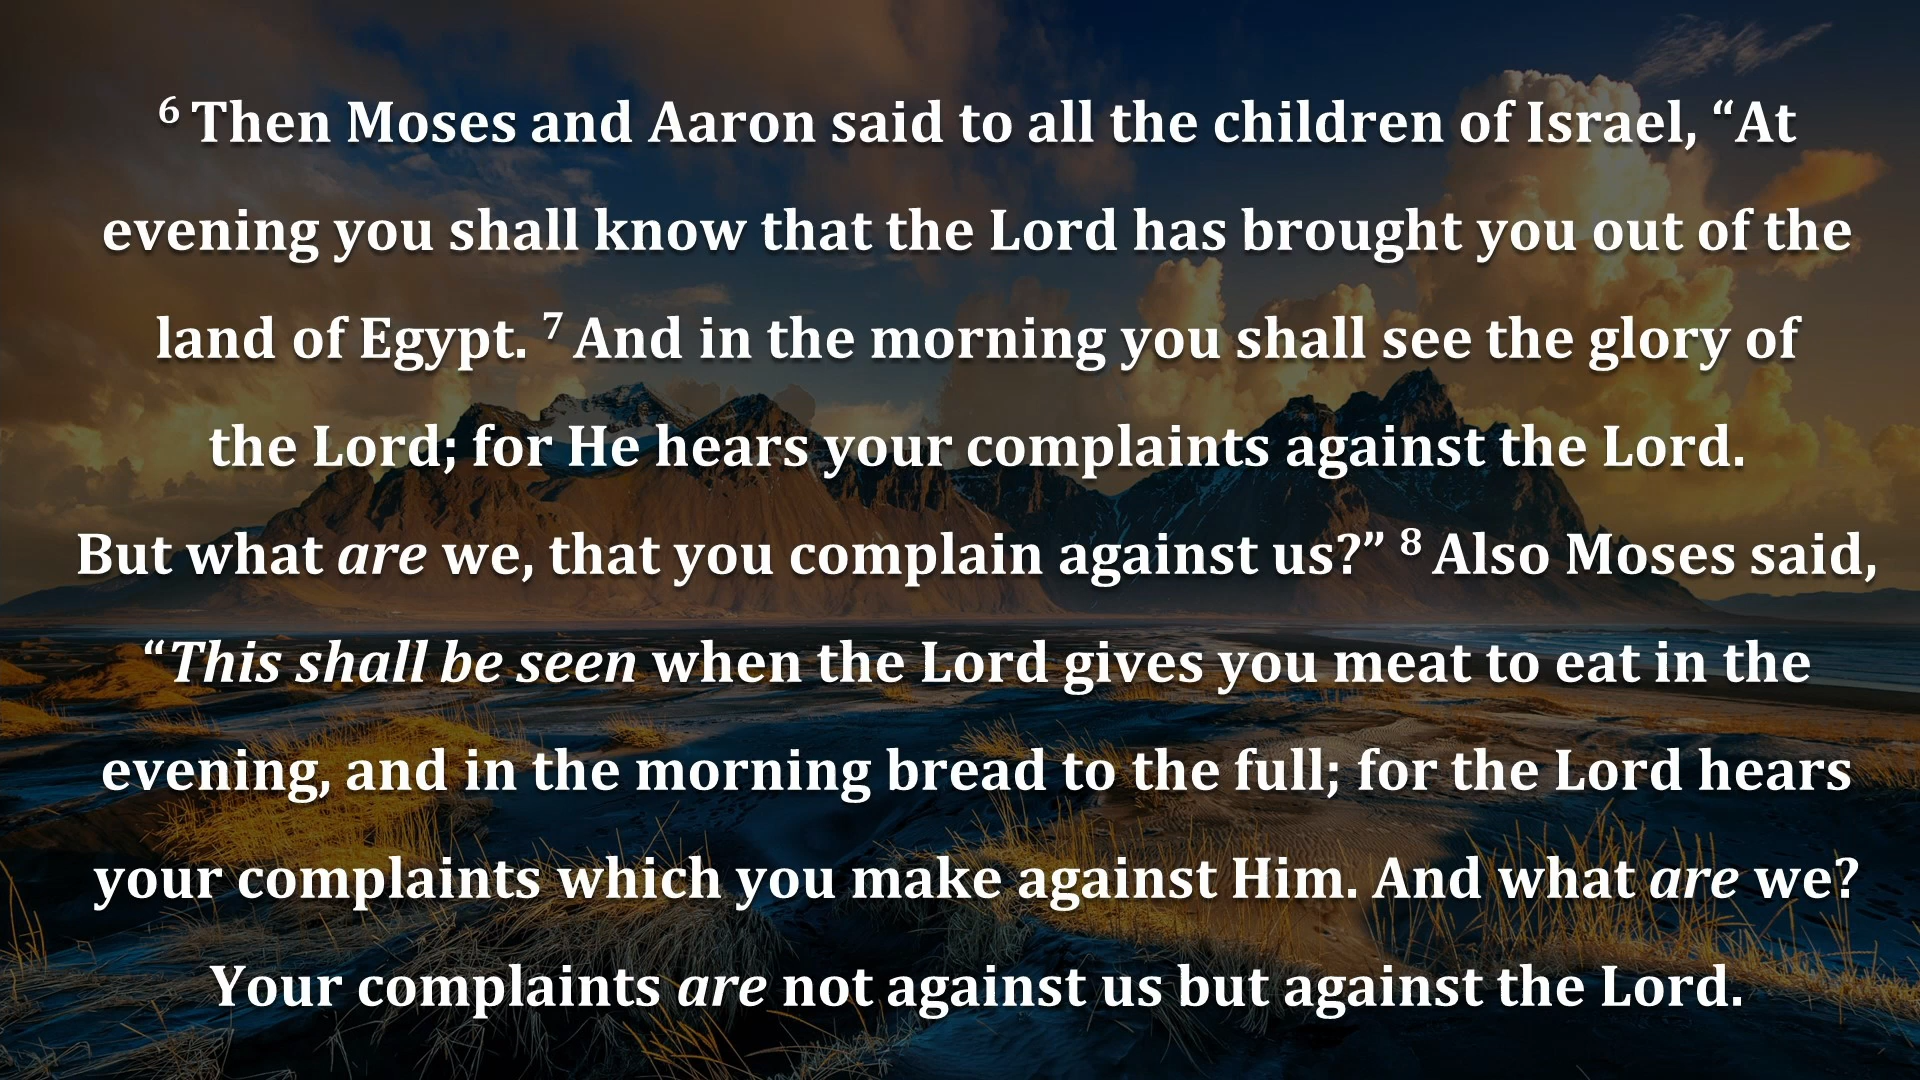 6 Then Moses and Aaron said to all the children of Israel, “At
evening you shall know that the Lord has brought you out of the
land of Egypt. 7 And in the morning you shall see the glory of
the Lord; for He hears your complaints against the Lord.
But what are we, that you complain against us?” 8 Also Moses said,
“This shall be seen when the Lord gives you meat to eat in the
evening, and in the morning bread to the full; for the Lord hears
your complaints which you make against Him. And what are we?
Your complaints are not against us but against the Lord.